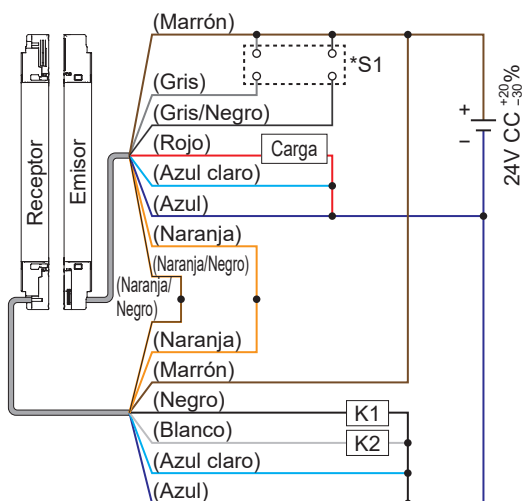 (Marrón)
*S1
(Gris)
(Gris/Negro)
(Rojo)
Carga
(Azul claro)
(Azul)
(Naranja)
(Naranja/Negro)
(Naranja/
Negro)
(Naranja)
(Marrón)
(Negro)
K1
(Blanco)
K2
(Azul claro)
(Azul)
Receptor
Emisor
+
−
24V CC +20 −30%